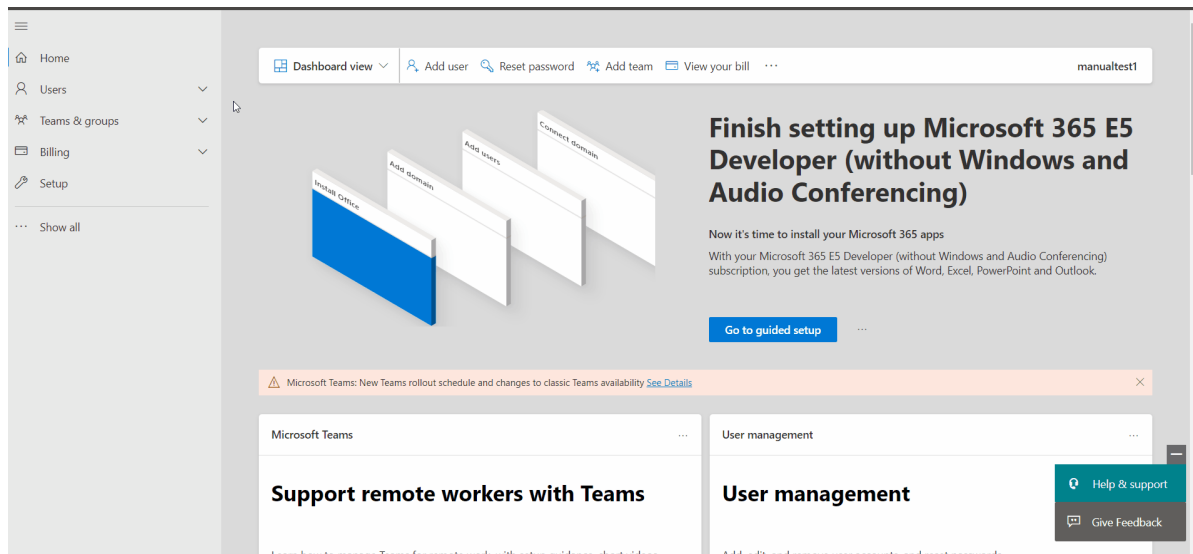 Home
Users
Teams & groups
Billing
Setup
Show all
Dashboard view
Add user
Reset password
Add team
View your bill
manualtest1
Install Office
Add domain
Add users
Connect domain
Finish setting up Microsoft 365 E5
Developer (without Windows and
Audio Conferencing)
Now it's time to install your Microsoft 365 apps
With your Microsoft 365 E5 Developer (without Windows and Audio Conferencing)
subscription, you get the latest versions of Word, Excel, PowerPoint and Outlook.
Go to guided setup
Microsoft Teams: New Teams rollout schedule and changes to classic Teams availability See Details
Microsoft Teams
Support remote workers with Teams
User management
User management
Help & support
Give Feedback